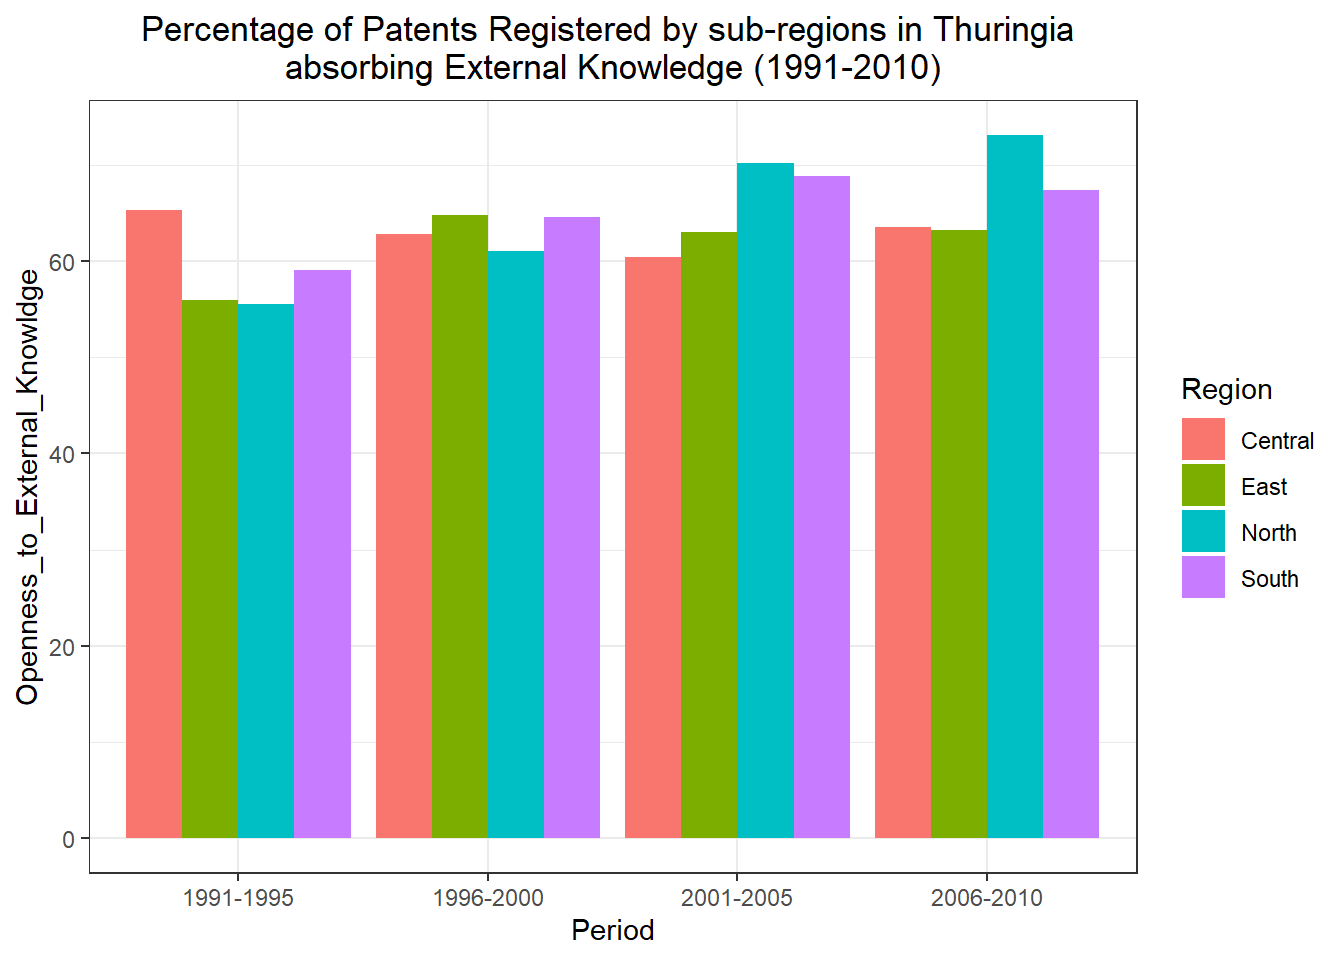 Percentage of Patents Registered by sub-regions in Thuringia
absorbing External Knowledge (1991-2010)
Openness_to_External_Knowldge
60
40
20
0
1991-1995
1996-2000
2001-2005
2006-2010
Period
Region
Central
East
North
South